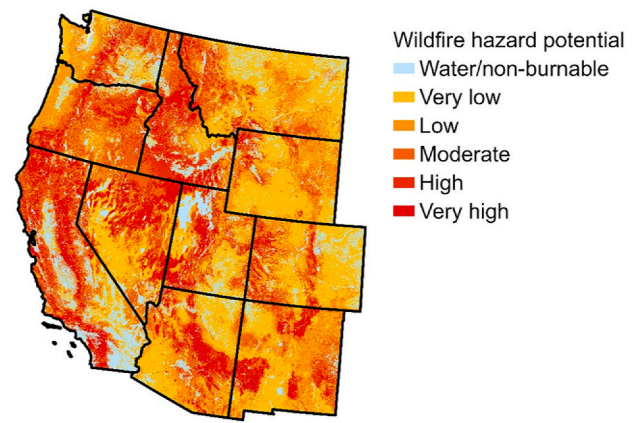 Wildfire hazard potential
Water/non-burnable
Very low
Low
Moderate
High
Very high